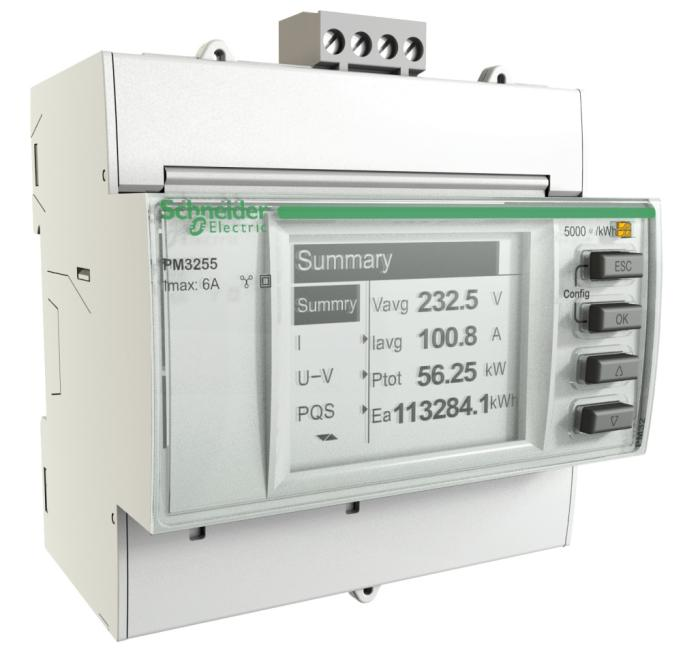 Schneider
Electric
5000 /kWh
PM3255
Imax: 6A
ESC
Config
OK
Summary
Summry
Vavg 232.5 V
I
Iavg 100.8 A
U-V
Ptot 56.25 kW
PQS
Ea 113284.1 kWh
PM32